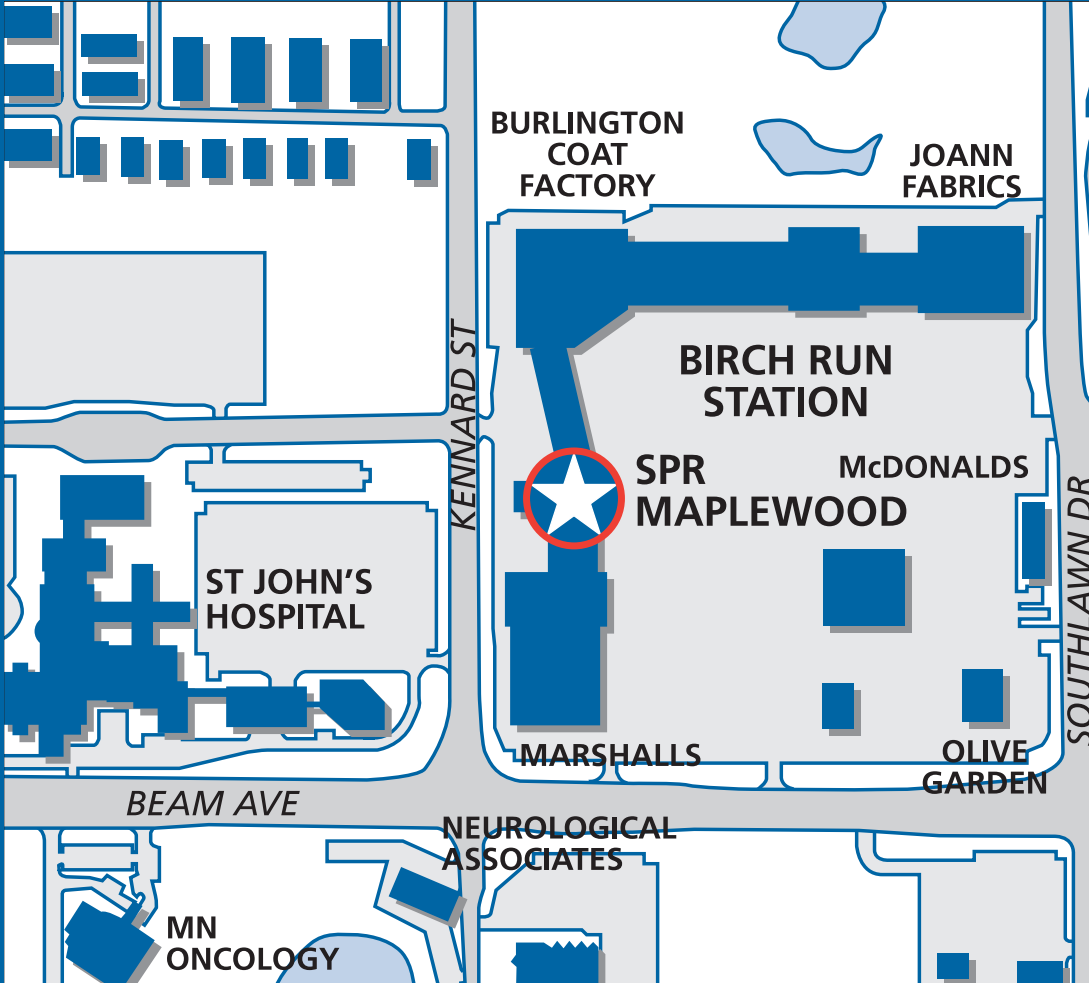 BURLINGTON
COAT
FACTORY
JOANN
FABRICS
KENNARD ST
BIRCH RUN
STATION
SPR
MAPLEWOOD
McDONALDS
SOUTHLAWN DR
ST JOHN'S
HOSPITAL
MARSHALLS
OLIVE
GARDEN
BEAM AVE
NEUROLOGICAL
ASSOCIATES
MN
ONCOLOGY